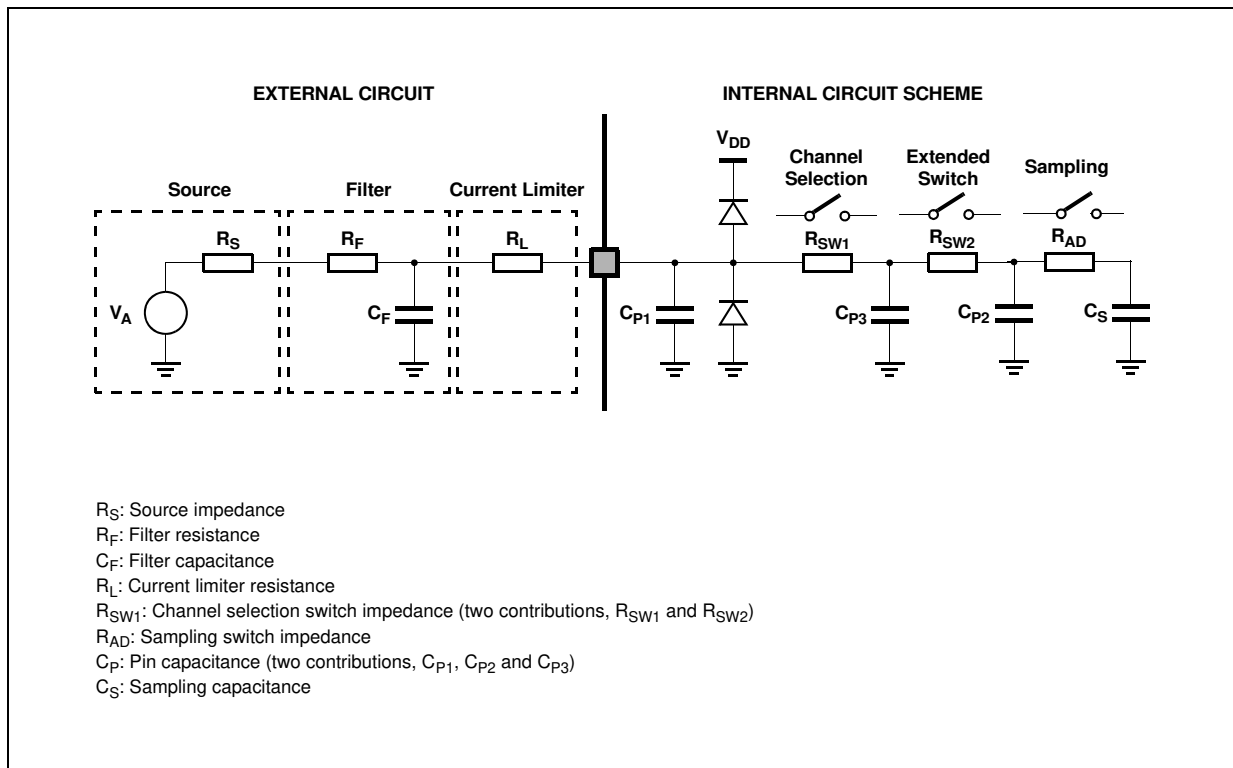 EXTERNAL CIRCUIT
INTERNAL CIRCUIT SCHEME
VDD
Channel
Selection
Extended
Switch
Sampling
Source
Filter
Current Limiter
RS
RF
RL
RSW1
RSW2
RAD
VA
CF
CP1
CP3
CP2
CS
RS: Source impedance
RF: Filter resistance
CF: Filter capacitance
RL: Current limiter resistance
RSW1: Channel selection switch impedance (two contributions, RSW1 and RSW2)
RAD: Sampling switch impedance
CP: Pin capacitance (two contributions, CP1, CP2 and CP3)
CS: Sampling capacitance